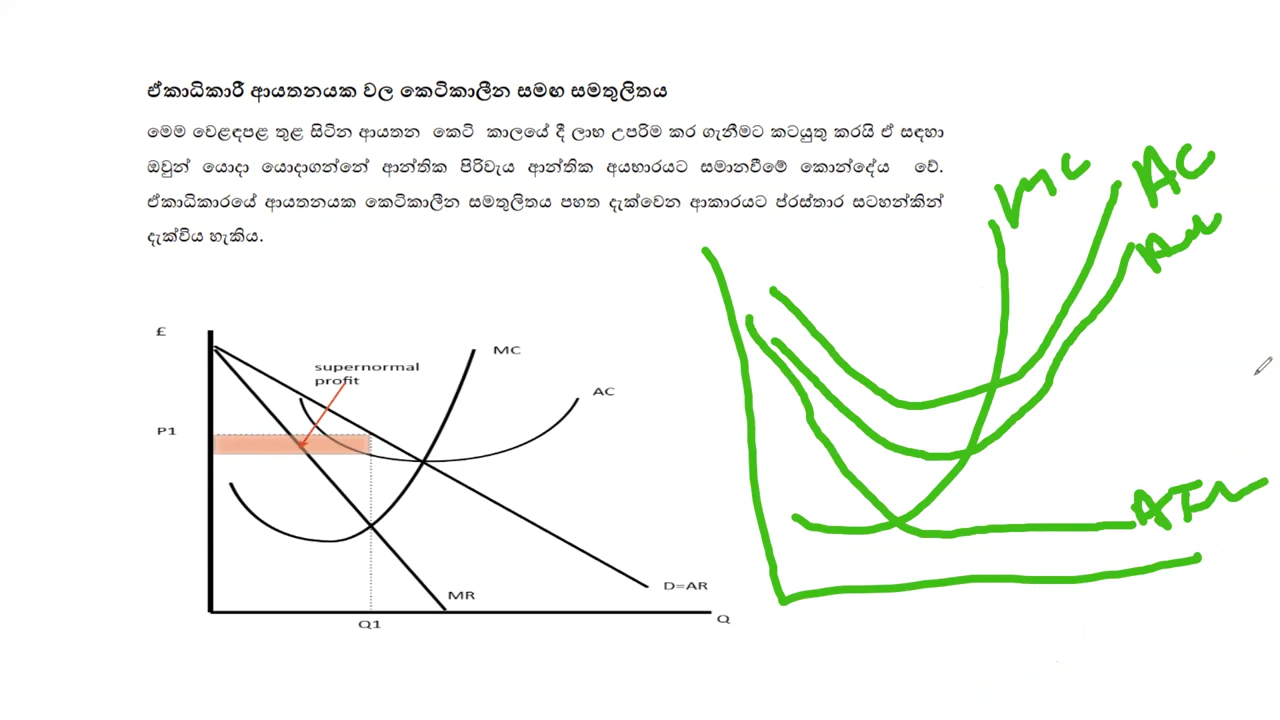 ඒකාධිකාරී ආයතනයක වල කෙටිකාලීන සමඟ සමතුලිතය
මෙම වෙළඳපළ තුළ සිටින ආයතන කෙටි කාලයේ දී ලාභ උපරිම කර ගැනීමට කටයුතු කරයි ඒ සඳහා
ඔවුන් යොදා යොදාගන්නේ ආන්තික පිරිවැය ආන්තික අයභාරයට සමානවීමේ කොන්දේය වේ.
ඒකාධිකාරයේ ආයතනයක කෙටිකාලීන සමතුලිතය පහත දැක්වෙන ආකාරයට ප්රස්තාර සටහන්කින්
දැක්විය හැකිය.
£
supernormal
profit
MC
AC
P1
D=AR
MR
Q1
Q
MC
AC